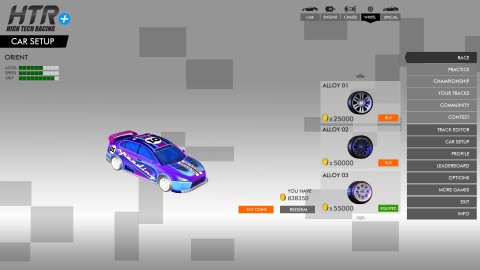 HTR+
HIGH TECH RACING
CAR SETUP
ORIENT
ACCEL
SPEED
GRIP
CAR
ENGINE
CHASSIS
WHEEL
SPECIAL
ALLOY 01
x 25000
BUY
ALLOY 02
x 50000
BUY
ALLOY 03
x 55000
EQUIPED
YOU HAVE
838350
BUY COINS
REDEEM
RACE
PRACTICE
CHAMPIONSHIP
YOUR TRACKS
COMMUNITY
CONTEST
TRACK EDITOR
CAR SETUP
PROFILE
LEADERBOARD
OPTIONS
MORE GAMES
EXIT
INFO